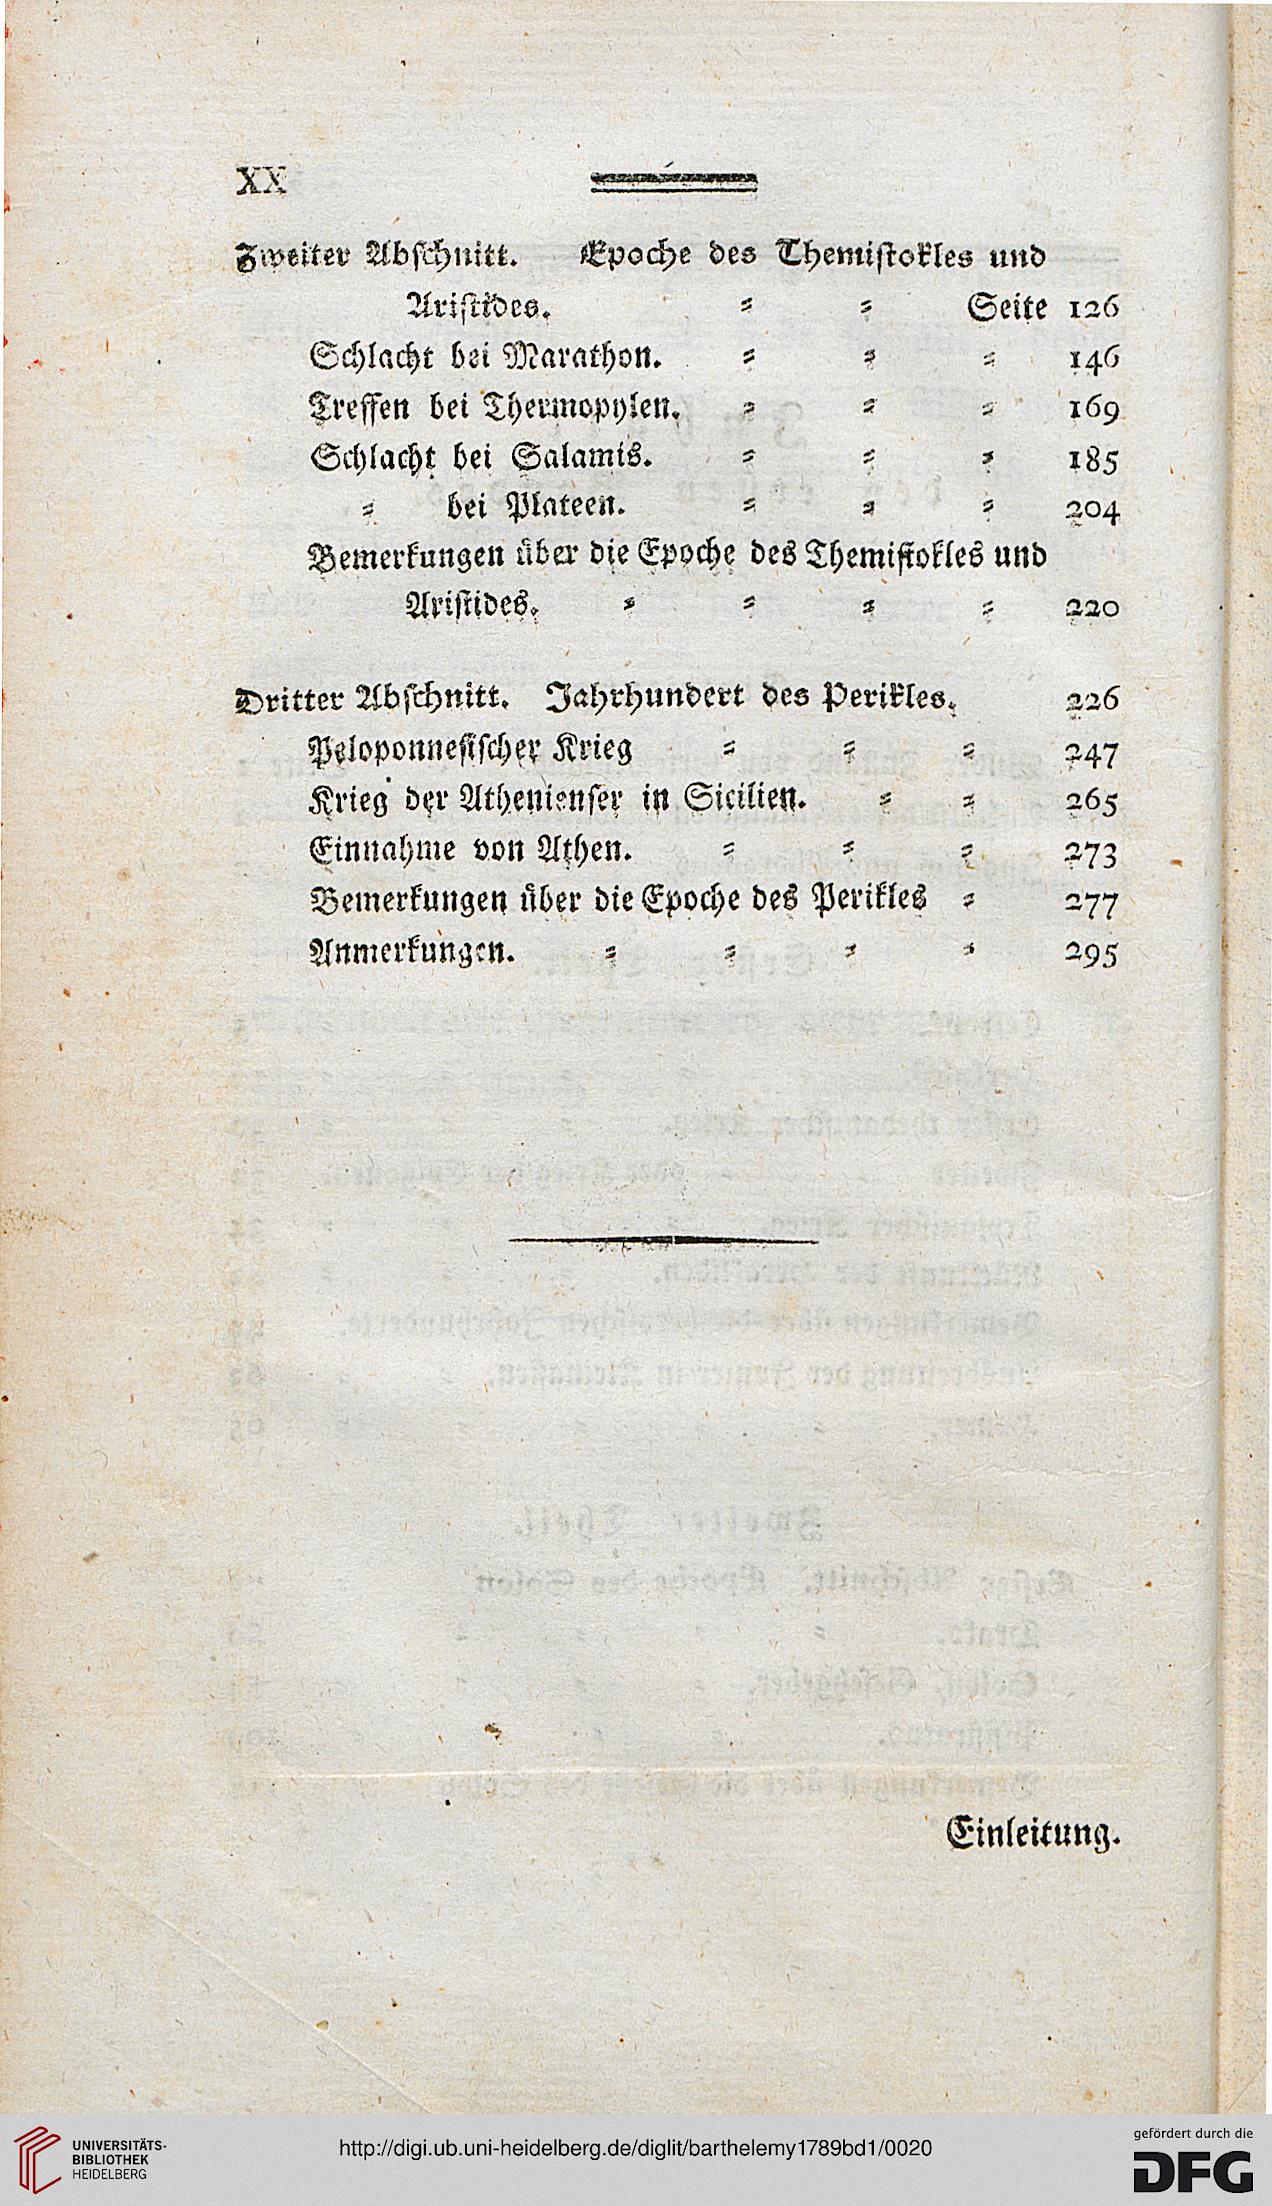 XX
Zweiter Abschnitt. Epoche des Themistokles und
Aristides. = = Seite 126
Schlacht bei Marathon. = = = 146
Treffen bei Thermopylen. = = = 169
Schlacht bei Salamis. = = = 185
= bei Plateen. = = = 204
Bemerkungen über die Epoche des Themistokles und
Aristides. = = = = 220
Dritter Abschnitt. Jahrhundert des Perikles. 226
Peloponnesischer Krieg = = = 247
Krieg der Athenienser in Sicilien. = = 265
Einnahme von Athen. = = = 273
Bemerkungen über die Epoche des Perikles = 277
Anmerkungen. = = = = 295
Einleitung.
UNIVERSITÄTS-
BIBLIOTHEK
HEIDELBERG
http://digi.ub.uni-heidelberg.de/diglit/barthelemy1789bd1/0020
gefördert durch die
DFG